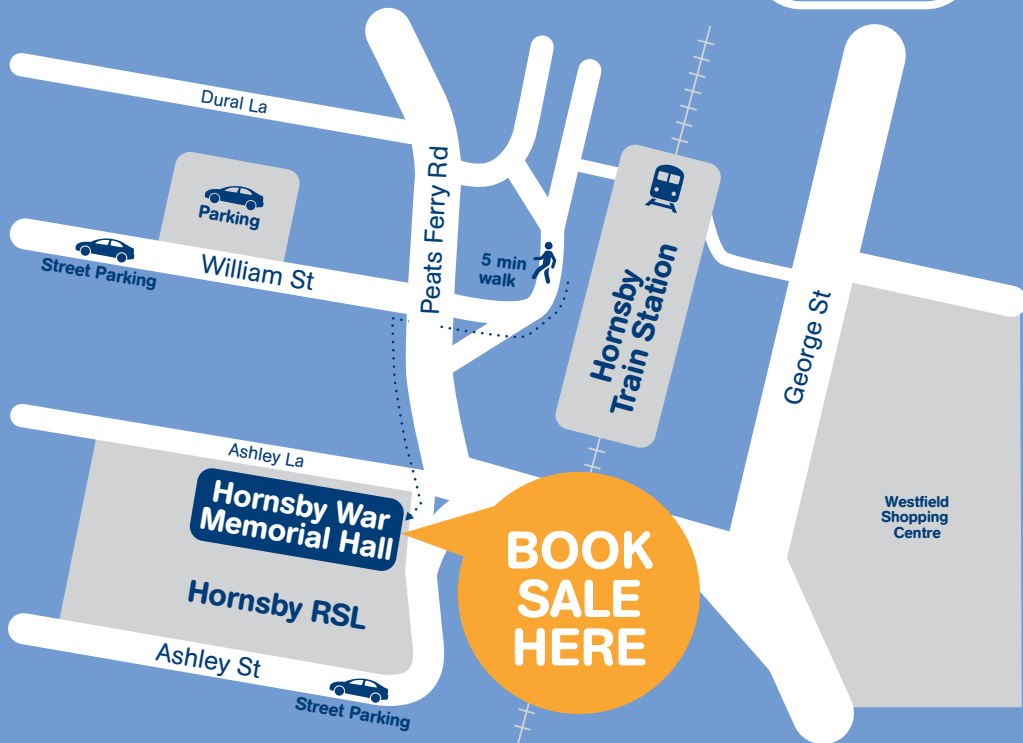 Dural La
Parking
Street Parking
William St
Peats Ferry Rd
5 min
walk
Hornsby
Train Station
George St
Ashley La
Hornsby War
Memorial Hall
Hornsby RSL
BOOK
SALE
HERE
Westfield
Shopping
Centre
Ashley St
Street Parking